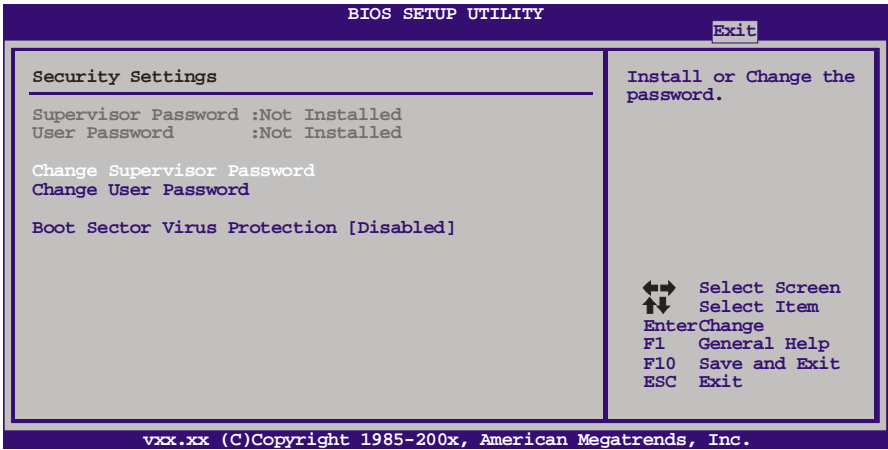 BIOS SETUP UTILITY
Exit
Security Settings
Supervisor Password :Not Installed
User Password :Not Installed
Change Supervisor Password
Change User Password
Boot Sector Virus Protection [Disabled]
Install or Change the
password.
Select Screen
Select Item
EnterChange
F1 General Help
F10 Save and Exit
ESC Exit
vxx.xx (C)Copyright 1985-200x, American Megatrends, Inc.